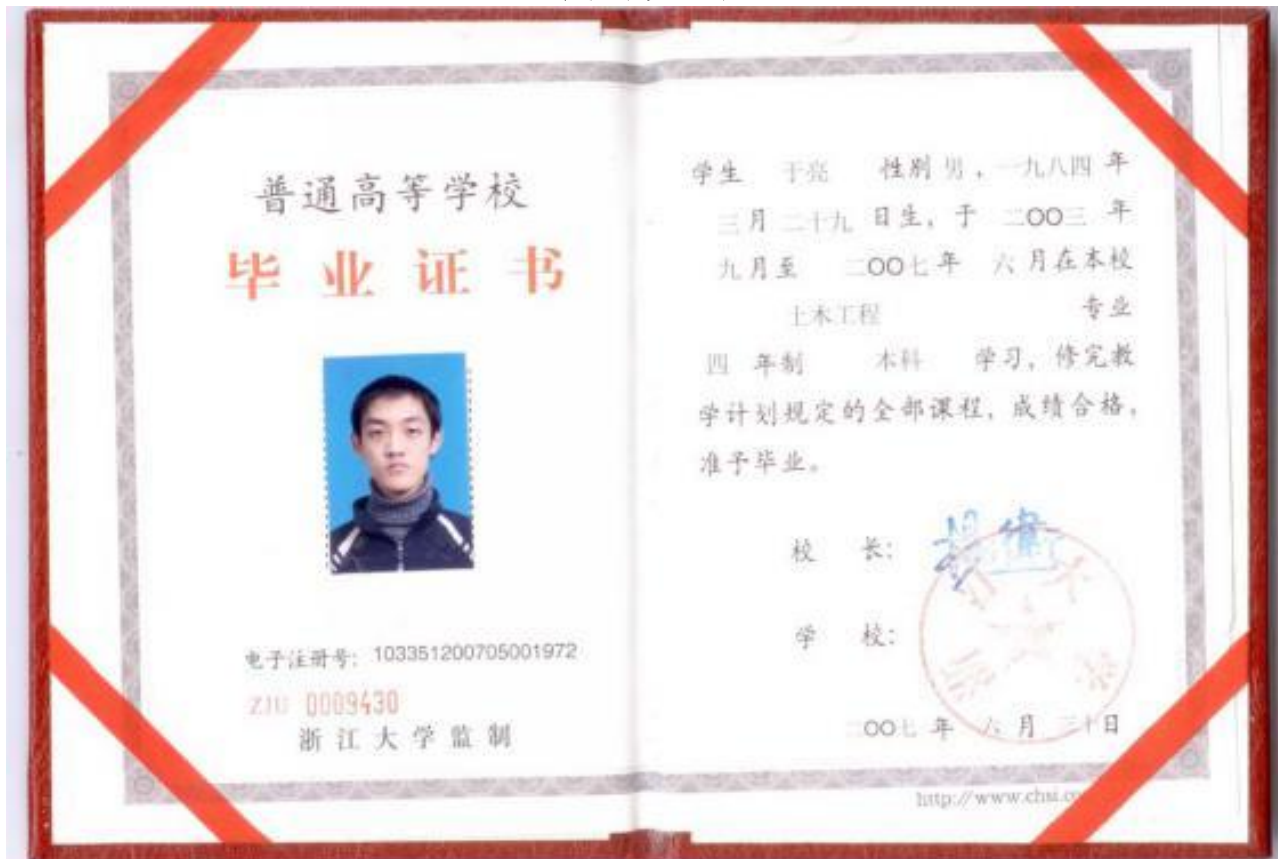 普通高等学校
毕业证书
电子注册号: 103351200705001972
ZJU 0009430
浙江大学监制
学生 于亮 性别 男，一九八四 年
三月 二十九 日生，于 二OO三 年
九月至 二OO七年 六 月在本校
土木工程 专业
四 年制 本科 学习，修完教
学计划规定的全部课程，成绩合格，
准予毕业。
校 长:
学 校:
二OO七 年 六 月 三十日
http://www.chsi.co